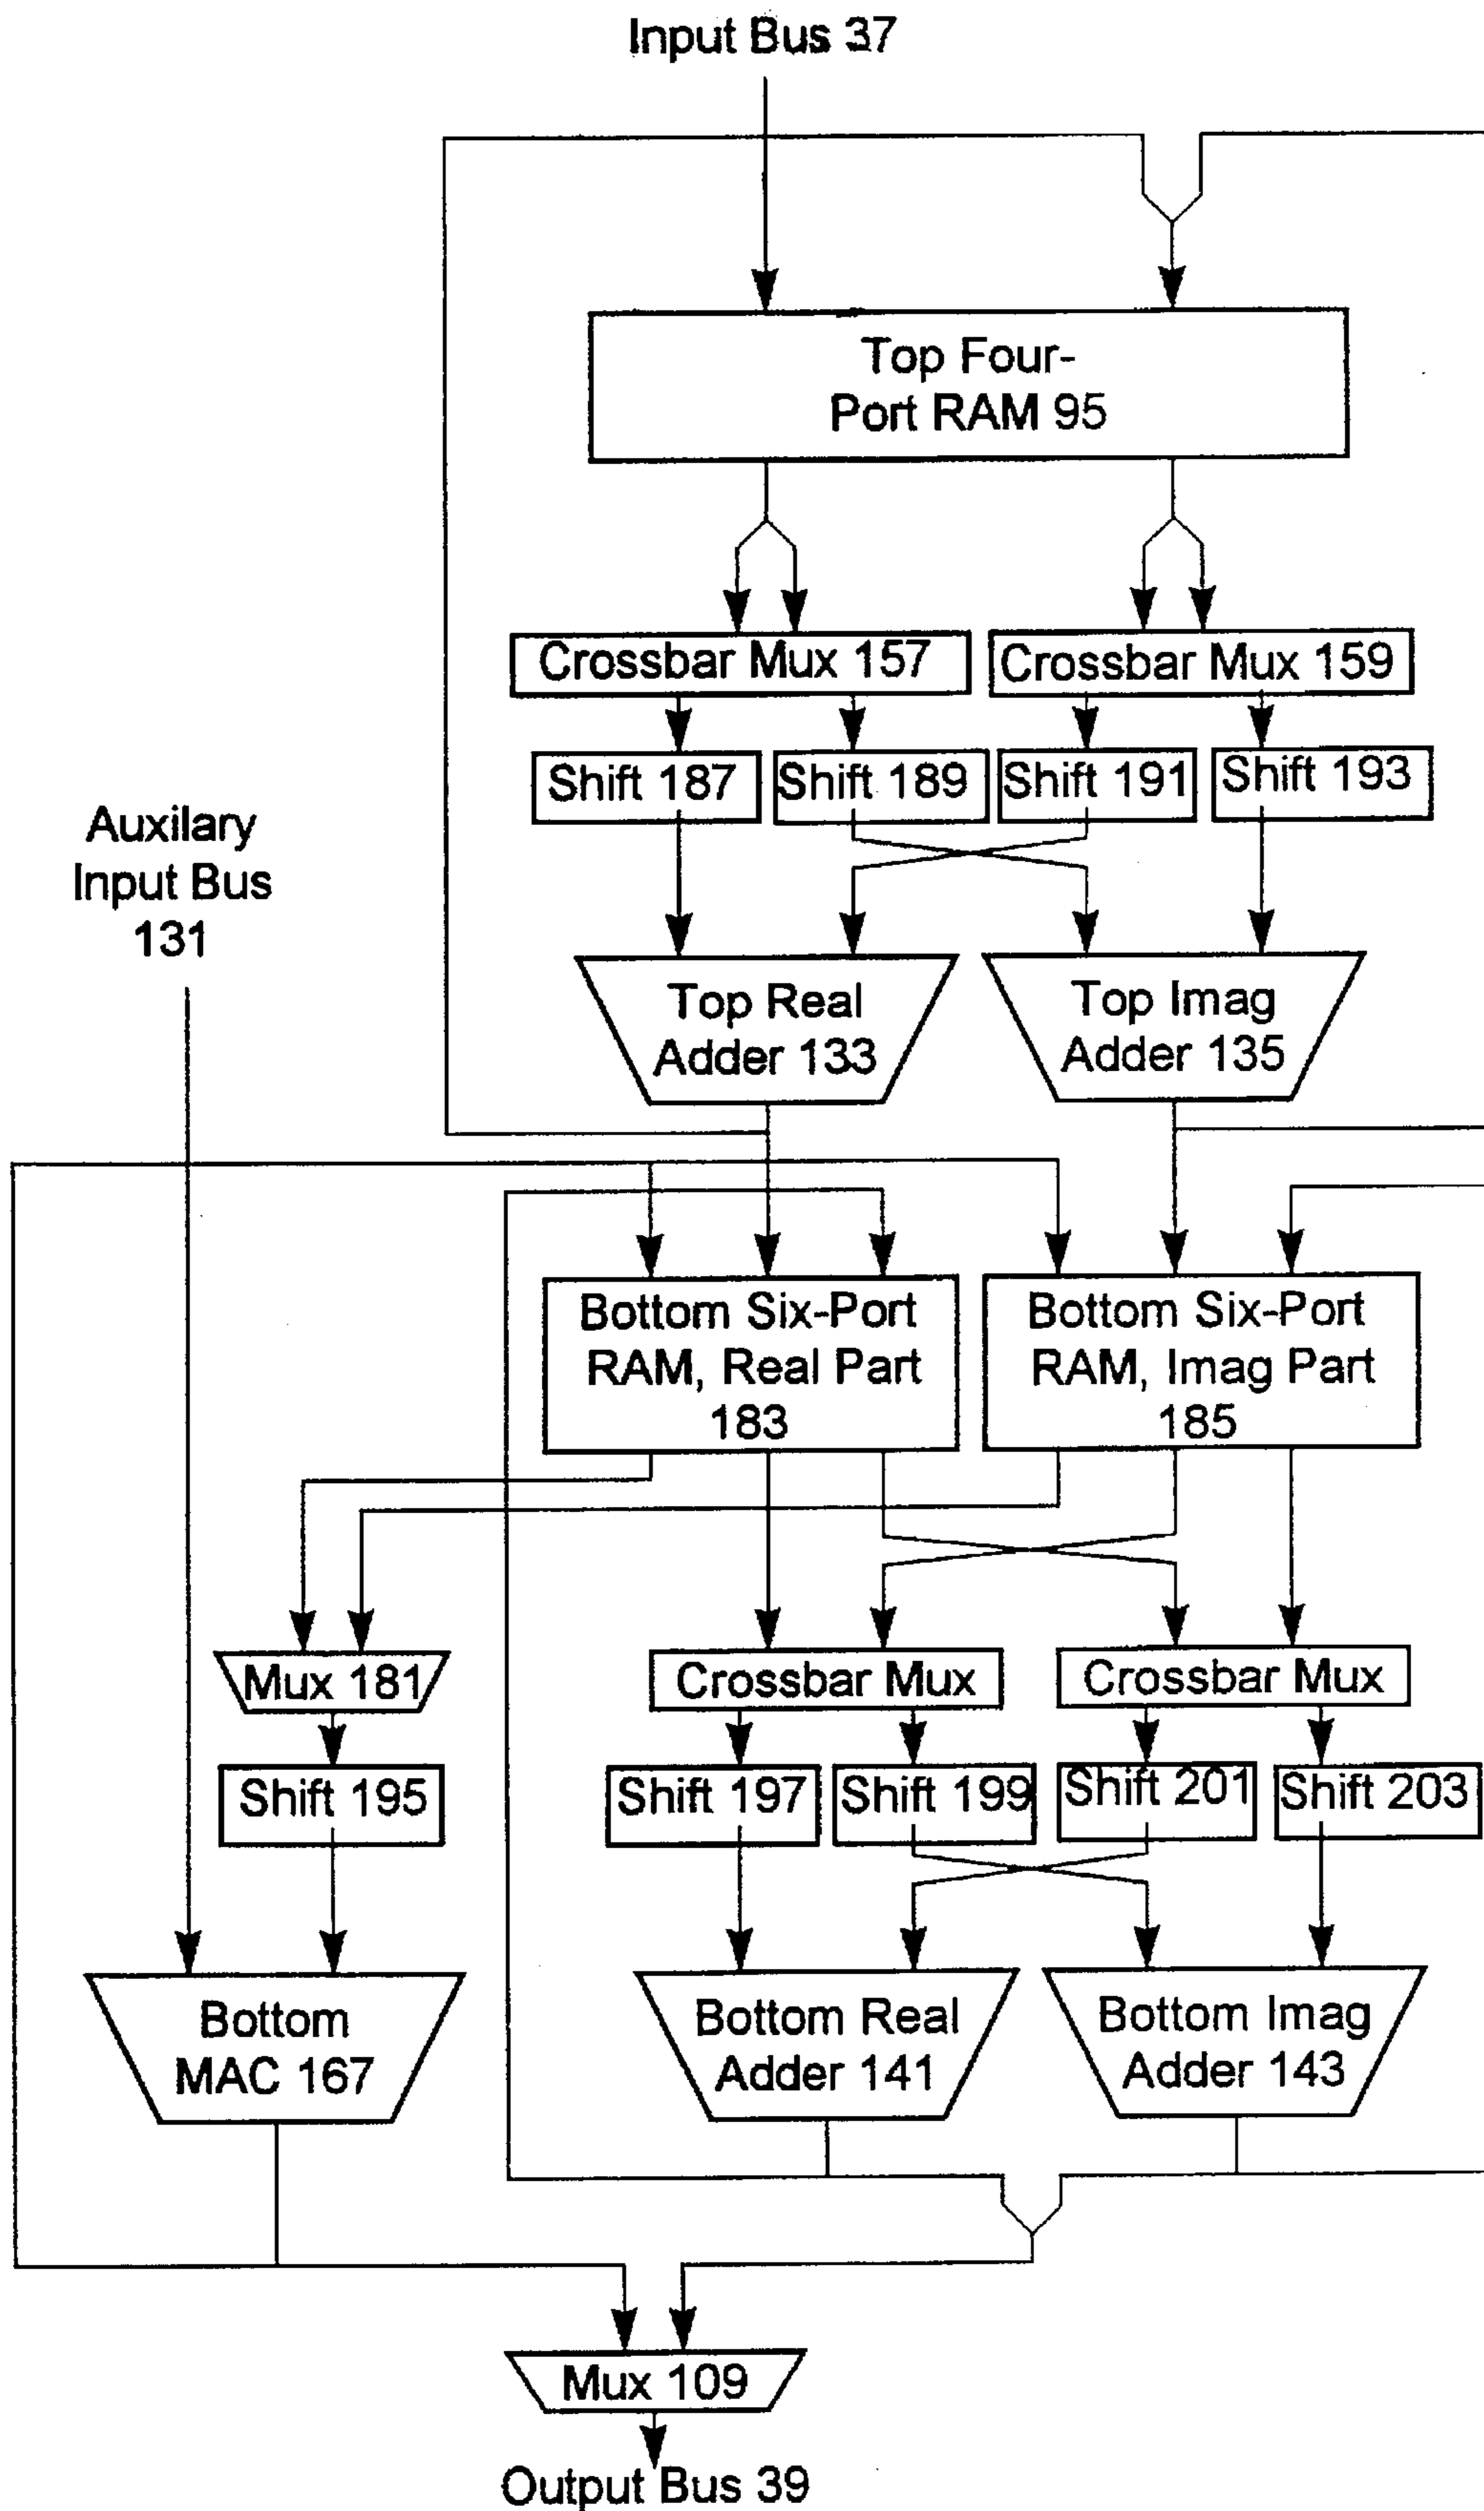 Input Bus 37
Top Four-
Port RAM 95
Crossbar Mux 157
Crossbar Mux 159
Shift 187
Shift 189
Shift 191
Shift 193
Auxilary
Input Bus
131
Top Real
Adder 133
Top Imag
Adder 135
Bottom Six-Port
RAM, Real Part
183
Bottom Six-Port
RAM, Imag Part
185
Mux 181
Crossbar Mux
Crossbar Mux
Shift 195
Shift 197
Shift 199
Shift 201
Shift 203
Bottom
MAC 167
Bottom Real
Adder 141
Bottom Imag
Adder 143
Mux 109
Output Bus 39